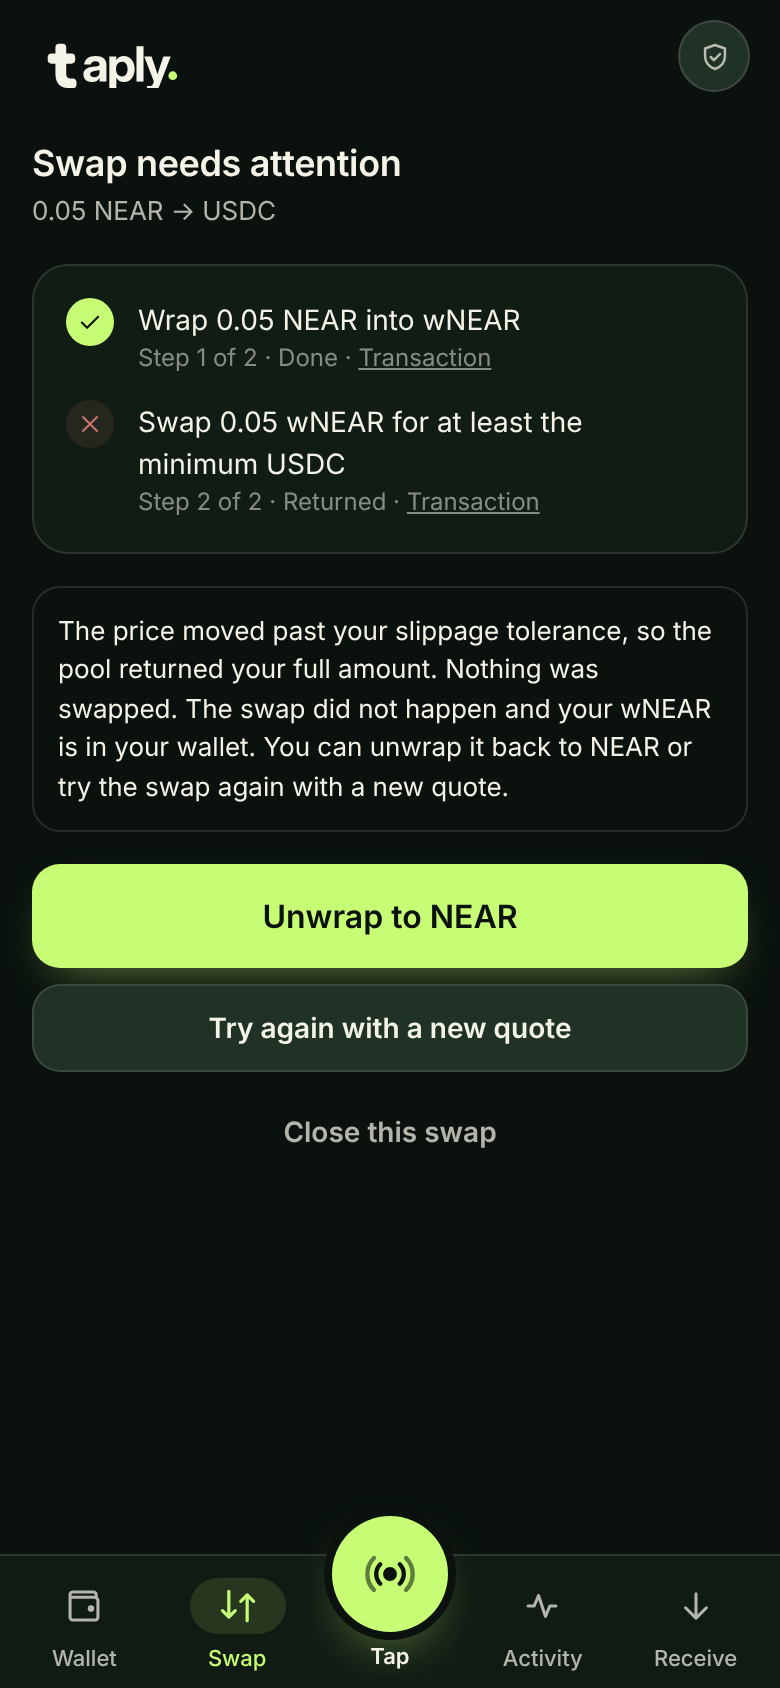 taply.
Swap needs attention
0.05 NEAR → USDC
Wrap 0.05 NEAR into wNEAR
Step 1 of 2 · Done · Transaction
Swap 0.05 wNEAR for at least the
minimum USDC
Step 2 of 2 · Returned · Transaction
The price moved past your slippage tolerance, so the
pool returned your full amount. Nothing was
swapped. The swap did not happen and your wNEAR
is in your wallet. You can unwrap it back to NEAR or
try the swap again with a new quote.
Unwrap to NEAR
Try again with a new quote
Close this swap
Wallet
Swap
Tap
Activity
Receive